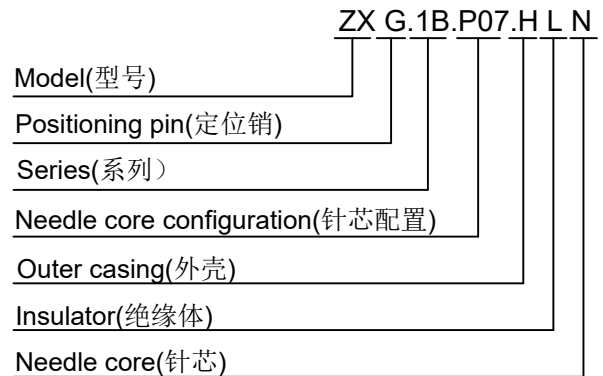 ZX G.1B.P07.H L N
Model(型号)
Positioning pin(定位销)
Series(系列）
Needle core configuration(针芯配置)
Outer casing(外壳)
Insulator(绝缘体)
Needle core(针芯)